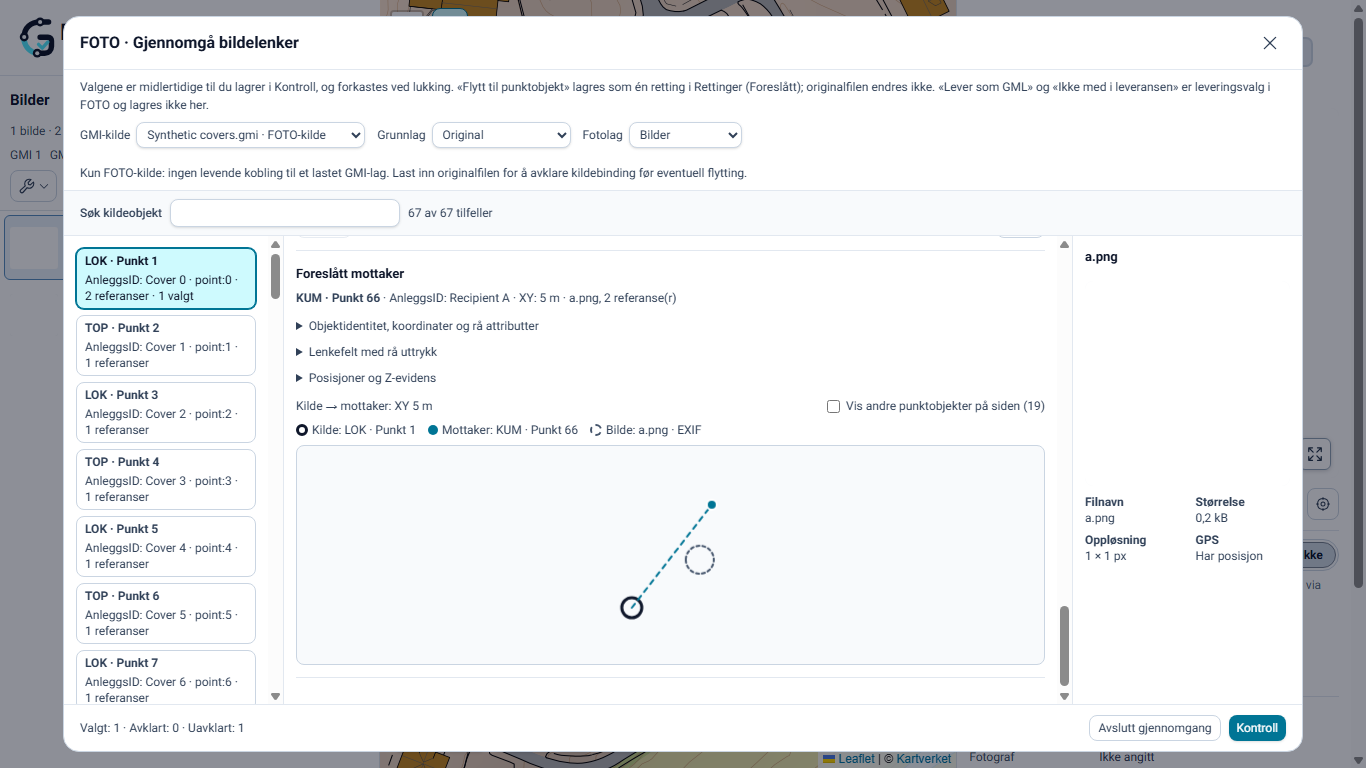 FOTO · Gjennomgå bildelenker
Valgene er midlertidige til du lagrer i Kontroll, og forkastes ved lukking. «Flytt til punktobjekt» lagres som én retting i Rettinger (Foreslått); originalfilen endres ikke. «Lever som GML» og «Ikke med i leveransen» er leveringsvalg i
FOTO og lagres ikke her.
GMI-kilde Synthetic covers.gmi · FOTO-kilde Grunnlag Original Fotolag Bilder
Kun FOTO-kilde: ingen levende kobling til et lastet GMI-lag. Last inn originalfilen for å avklare kildebinding før eventuell flytting.
Søk kildeobjekt 67 av 67 tilfeller
LOK · Punkt 1
AnleggsID: Cover 0 · point:0 ·
2 referanser · 1 valgt
TOP · Punkt 2
AnleggsID: Cover 1 · point:1 ·
1 referanser
LOK · Punkt 3
AnleggsID: Cover 2 · point:2 ·
1 referanser
TOP · Punkt 4
AnleggsID: Cover 3 · point:3 ·
1 referanser
LOK · Punkt 5
AnleggsID: Cover 4 · point:4 ·
1 referanser
TOP · Punkt 6
AnleggsID: Cover 5 · point:5 ·
1 referanser
LOK · Punkt 7
AnleggsID: Cover 6 · point:6 ·
1 referanser
Foreslått mottaker
KUM · Punkt 66 · AnleggsID: Recipient A · XY: 5 m · a.png, 2 referanse(r)
Objektidentitet, koordinater og rå attributter
Lenkefelt med rå uttrykk
Posisjoner og Z-evidens
Kilde → mottaker: XY 5 m
Vis andre punktobjekter på siden (19)
Kilde: LOK · Punkt 1 Mottaker: KUM · Punkt 66 Bilde: a.png · EXIF
a.png
Filnavn
a.png
Størrelse
0,2 kB
Oppløsning
1 × 1 px
GPS
Har posisjon
Valgt: 1 · Avklart: 0 · Uavklart: 1
Avslutt gjennomgang
Kontroll
Bilder
1 bilde · 2
GMI 1 GM
kke
via
Leaflet | © Kartverket
Fotograf
Ikke angitt